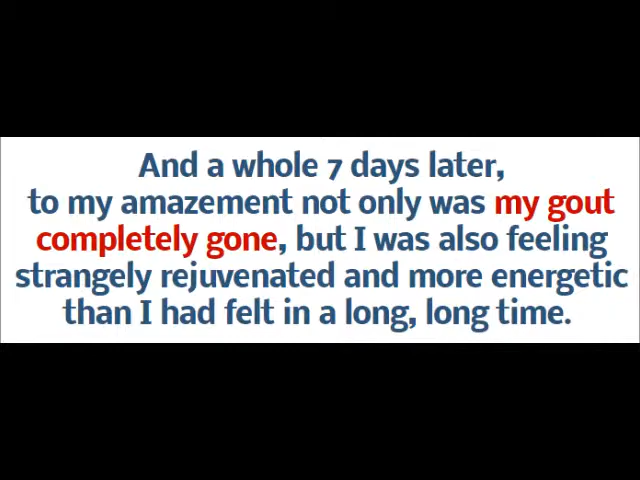 And a whole 7 days later,
to my amazement not only was my gout
completely gone, but I was also feeling
strangely rejuvenated and more energetic
than I had felt in a long, long time.